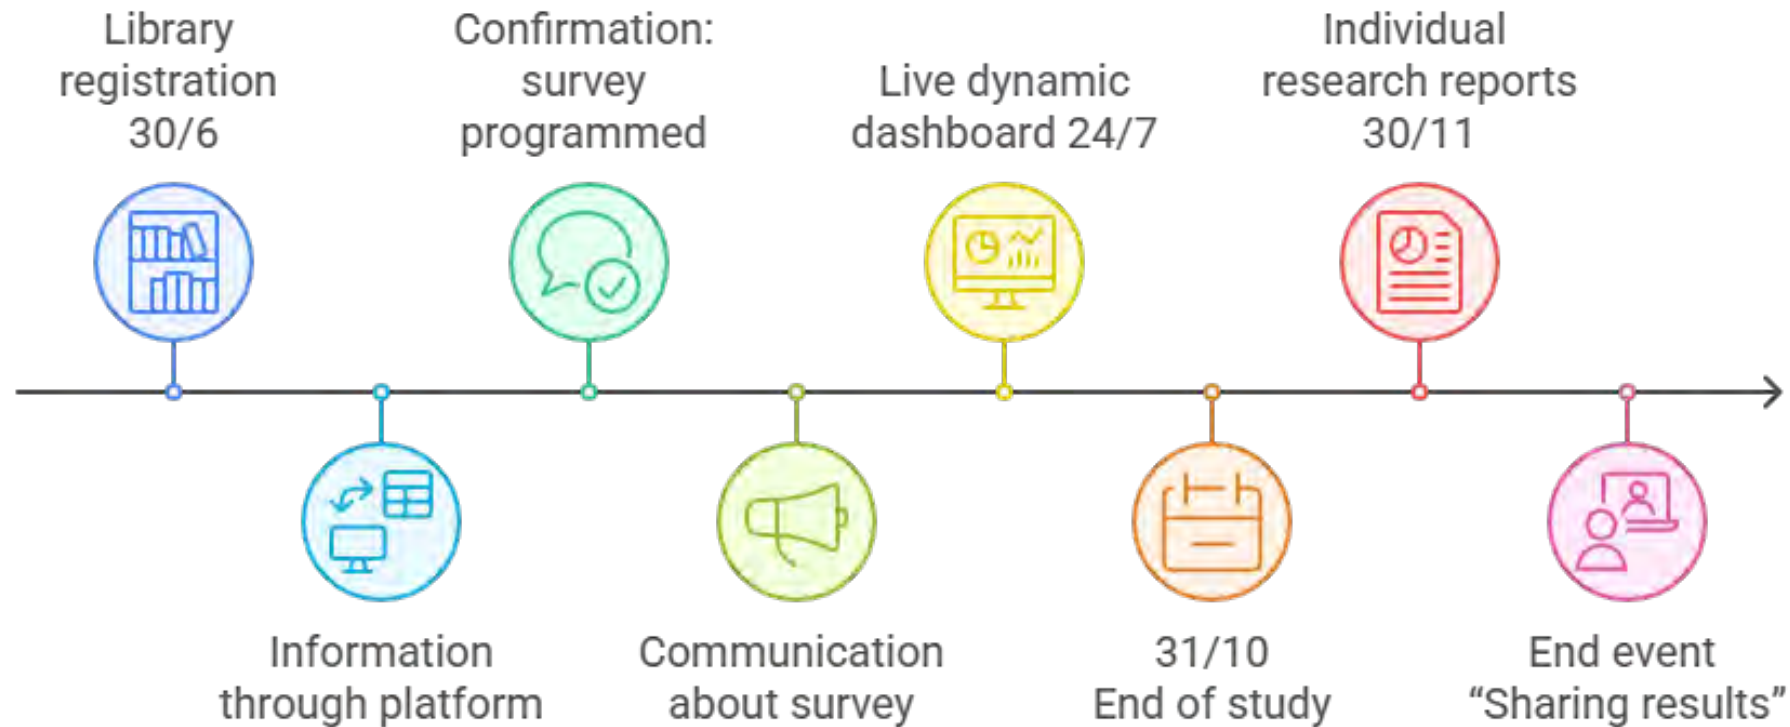 Library
registration
30/6
Information
through platform
Confirmation:
survey
programmed
Communication
about survey
Live dynamic
dashboard 24/7
31/10
End of study
Individual
research reports
30/11
End event
“Sharing results”